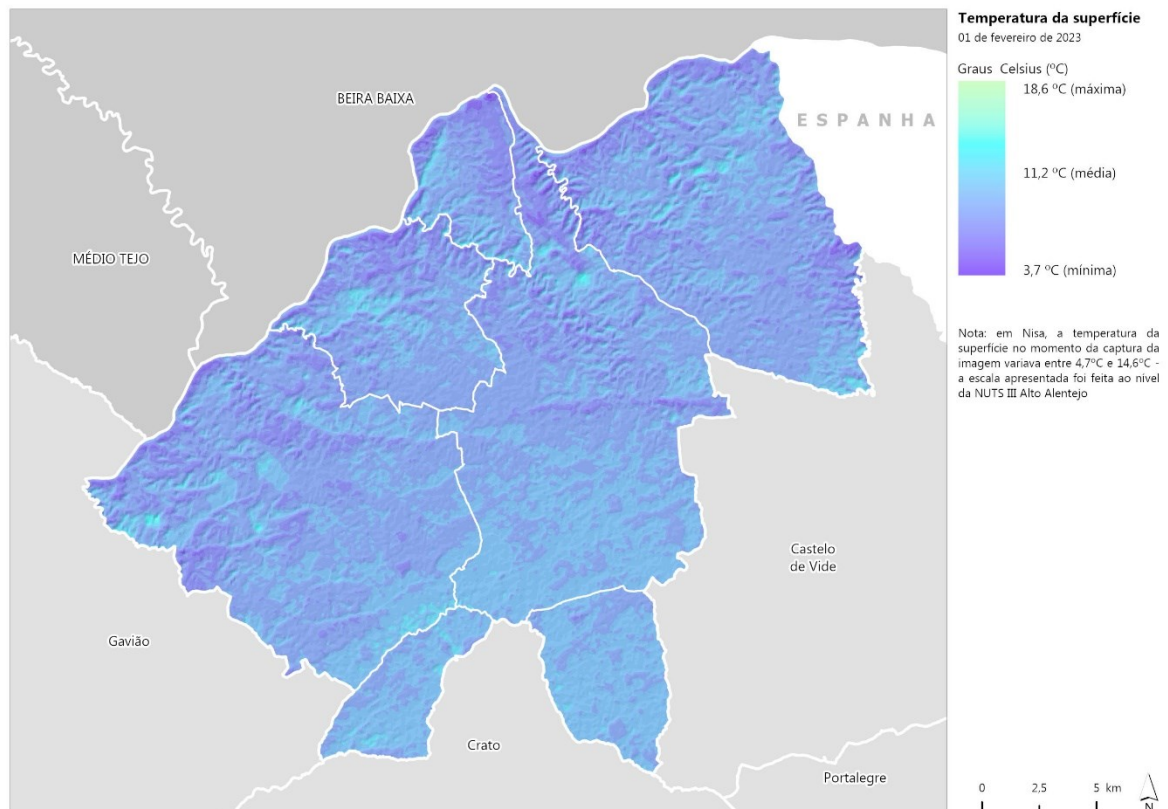 Temperatura da superfície
01 de fevereiro de 2023
Graus Celsius (ºC)
18,6 ºC (máxima)
11,2 ºC (média)
3,7 ºC (mínima)
Nota: em Nisa, a temperatura da
superfície no momento da captura da
imagem variava entre 4,7ºC e 14,6ºC -
a escala apresentada foi feita ao nível
da NUTS III Alto Alentejo
BEIRA BAIXA
ESPANHA
MÉDIO TEJO
Castelo
de Vide
Gavião
Crato
Portalegre
0 2,5 5 km
N